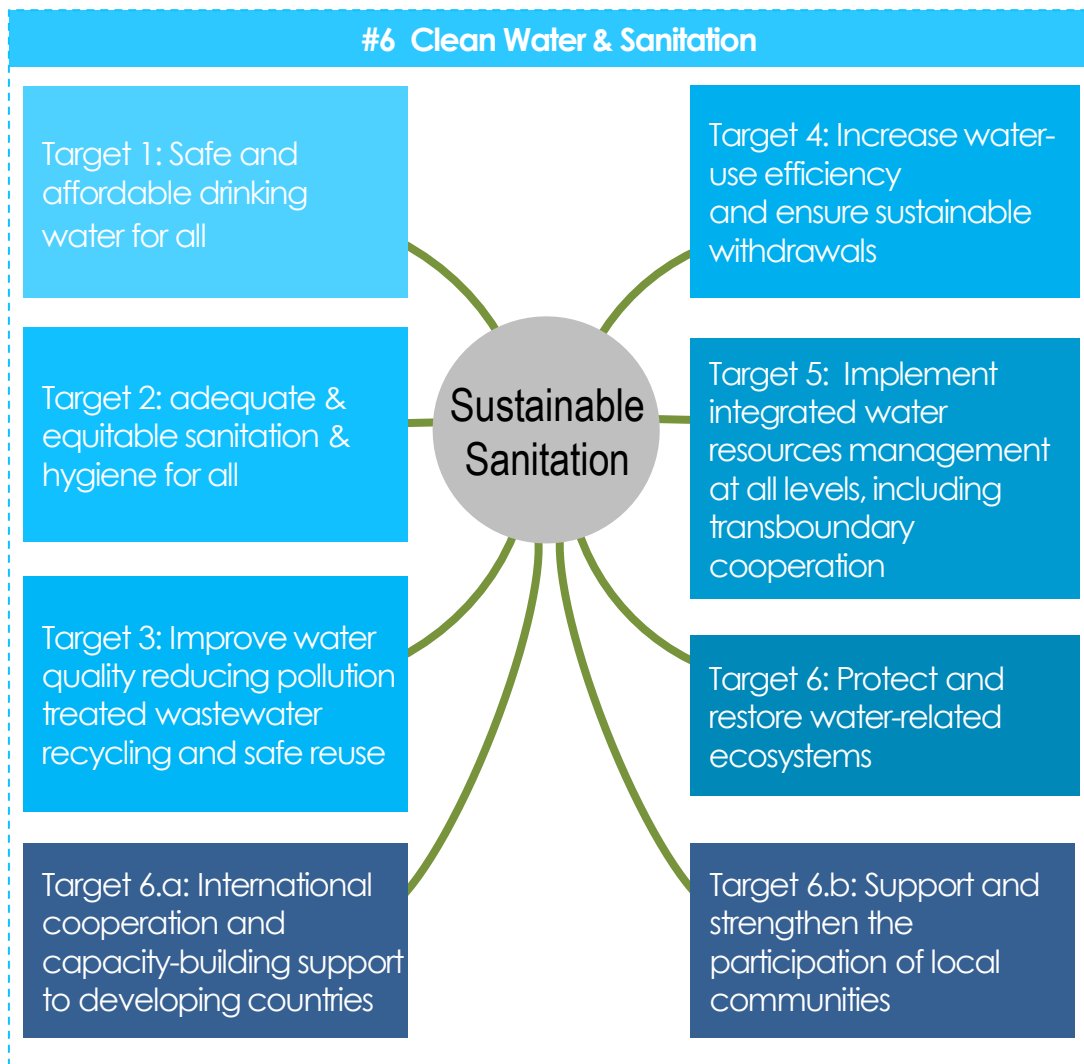 #6 Clean Water & Sanitation
Target 1: Safe and
affordable drinking
water for all
Target 2: adequate &
equitable sanitation &
hygiene for all
Target 3: Improve water
quality reducing pollution
treated wastewater
recycling and safe reuse
Target 6.a: International
cooperation and
capacity-building support
to developing countries
Sustainable
Sanitation
Target 4: Increase water-
use efficiency
and ensure sustainable
withdrawals
Target 5: Implement
integrated water
resources management
at all levels, including
transboundary
cooperation
Target 6: Protect and
restore water-related
ecosystems
Target 6.b: Support and
strengthen the
participation of local
communities